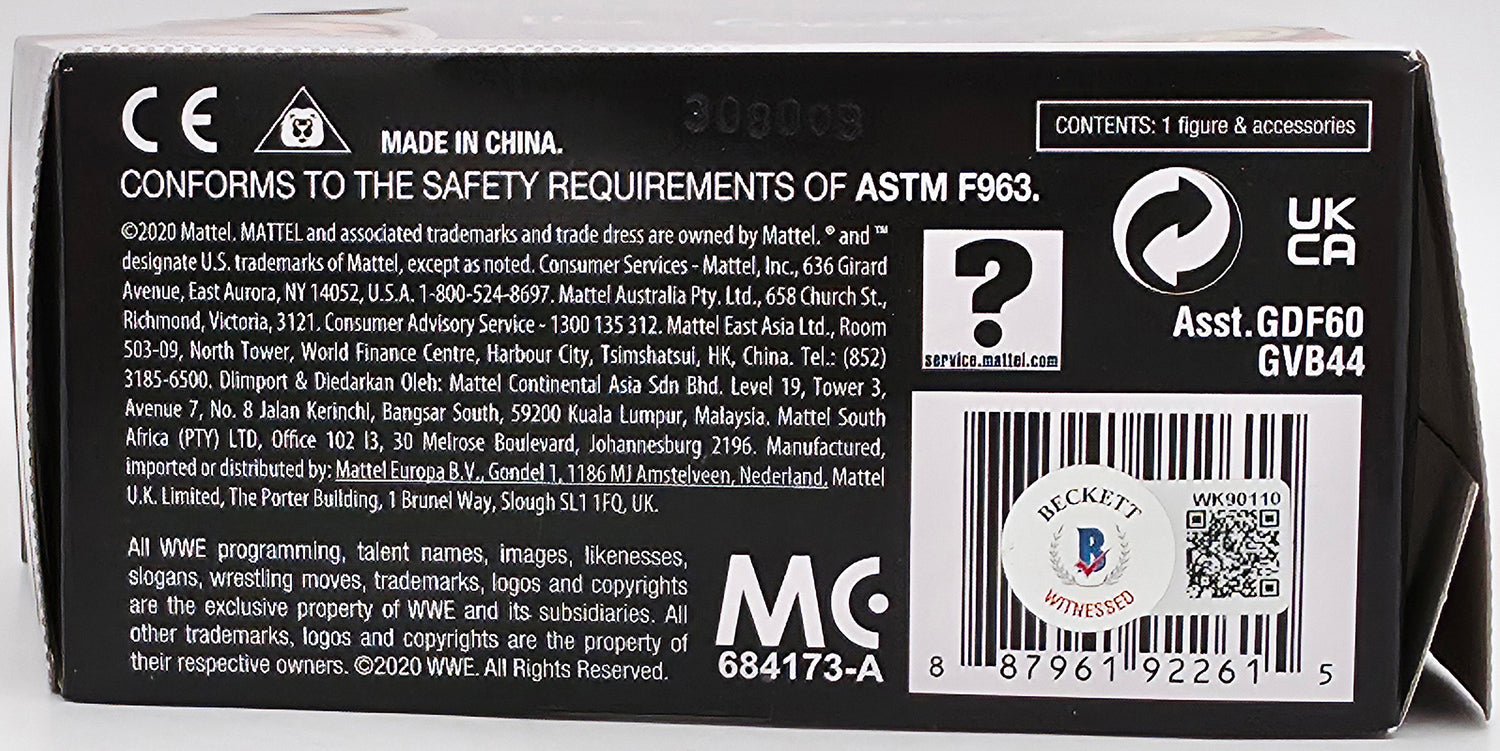 CE
MADE IN CHINA.
308009
CONTENTS: 1 figure & accessories
CONFORMS TO THE SAFETY REQUIREMENTS OF ASTM F963.
©2020 Mattel. MATTEL and associated trademarks and trade dress are owned by Mattel. ® and ™
designate U.S. trademarks of Mattel, except as noted. Consumer Services - Mattel, Inc., 636 Girard
Avenue, East Aurora, NY 14052, U.S.A. 1-800-524-8697. Mattel Australia Pty. Ltd., 658 Church St.,
Richmond, Victoria, 3121. Consumer Advisory Service - 1300 135 312. Mattel East Asia Ltd., Room
503-09, North Tower, World Finance Centre, Harbour City, Tsimshatsui, HK, China. Tel.: (852)
3185-6500. Diimport & Diedarkan Oleh: Mattel Continental Asia Sdn Bhd. Level 19, Tower 3,
Avenue 7, No. 8 Jalan Kerinchi, Bangsar South, 59200 Kuala Lumpur, Malaysia. Mattel South
Africa (PTY) LTD, Office 102 I3, 30 Melrose Boulevard, Johannesburg 2196. Manufactured,
imported or distributed by: Mattel Europa B.V., Gondel 1, 1186 MJ Amstelveen, Nederland. Mattel
U.K. Limited, The Porter Building, 1 Brunel Way, Slough SL1 1FQ, UK.
All WWE programming, talent names, images, likenesses,
slogans, wrestling moves, trademarks, logos and copyrights
are the exclusive property of WWE and its subsidiaries. All
other trademarks, logos and copyrights are the property of
their respective owners. ©2020 WWE. All Rights Reserved.
?
service.mattel.com
UK
CA
Asst.GDF60
GVB44
MC
684173-A
BECKETT
B
WITNESSED
WK90110
8 87961 92261 5